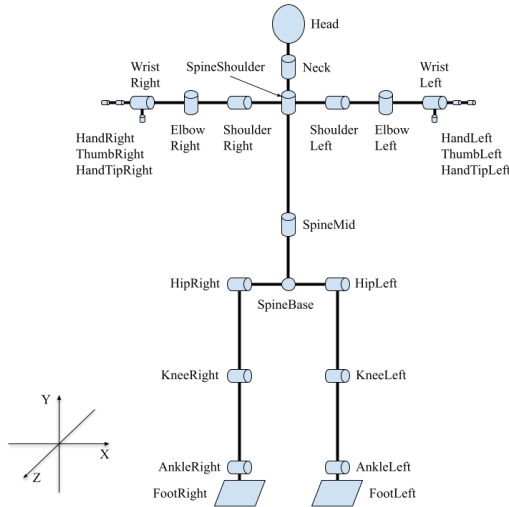 Head
Neck
SpineShoulder
Wrist
Right
Wrist
Left
Elbow
Right
Shoulder
Right
Shoulder
Left
Elbow
Left
HandRight
ThumbRight
HandTipRight
HandLeft
ThumbLeft
HandTipLeft
SpineMid
HipRight
HipLeft
SpineBase
KneeRight
KneeLeft
Y
X
Z
AnkleRight
AnkleLeft
FootRight
FootLeft